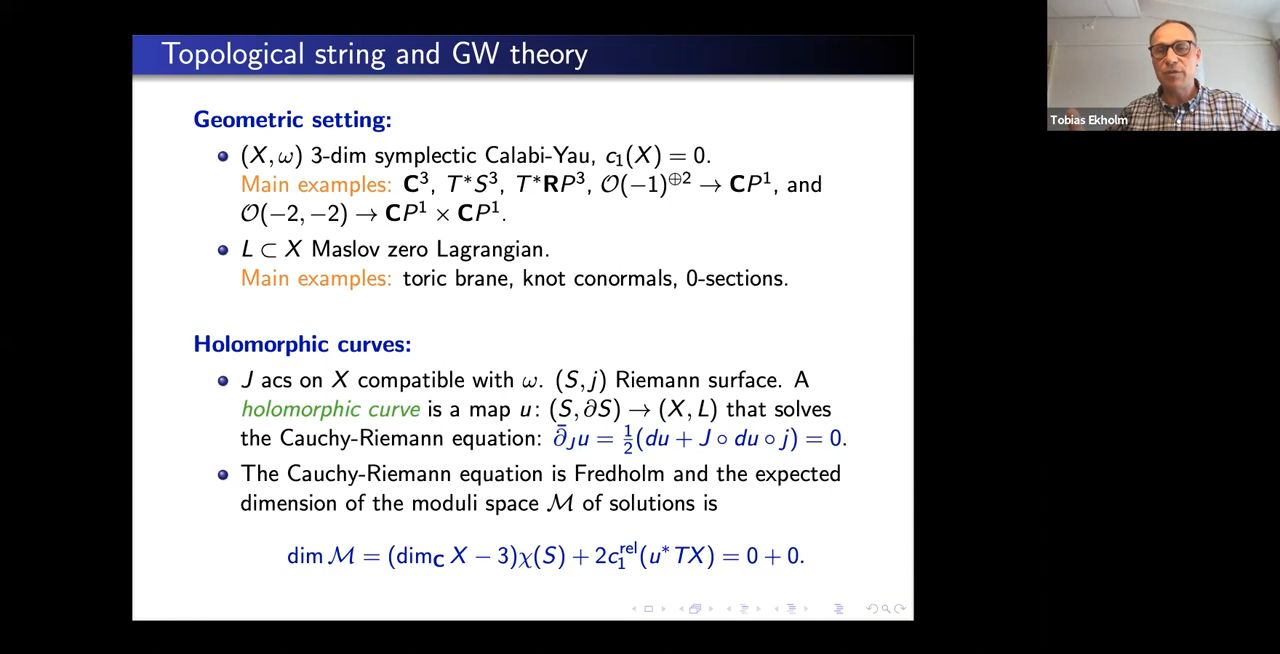 Topological string and GW theory
Geometric setting:
(X, ω) 3-dim symplectic Calabi-Yau, c₁(X) = 0.
Main examples: C³, T*S³, T*RP³, 𝒪(−1)^{⊕2} → CP¹, and
𝒪(−2, −2) → CP¹ × CP¹.
L ⊂ X Maslov zero Lagrangian.
Main examples: toric brane, knot conormals, 0-sections.
Holomorphic curves:
J acs on X compatible with ω. (S, j) Riemann surface. A
holomorphic curve is a map u: (S, ∂S) → (X, L) that solves
the Cauchy-Riemann equation: ∂̄_J u = ½(du + J ∘ du ∘ j) = 0.
The Cauchy-Riemann equation is Fredholm and the expected
dimension of the moduli space ℳ of solutions is
dim ℳ = (dim_C X − 3)χ(S) + 2c₁^{rel}(u*TX) = 0 + 0.
Tobias Ekholm